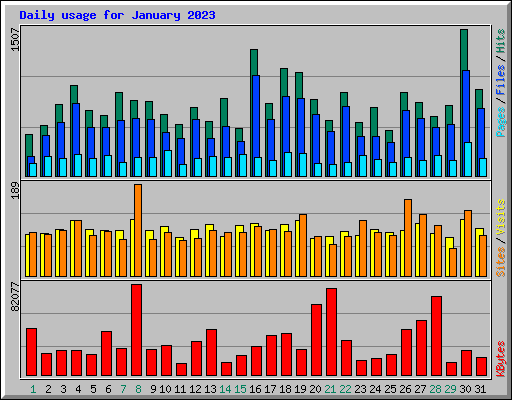 Daily usage for January 2023
1507
Pages / Files / Hits
189
Sites / Visits
82077
KBytes
1 2 3 4 5 6 7 8 9 10 11 12 13 14 15 16 17 18 19 20 21 22 23 24 25 26 27 28 29 30 31